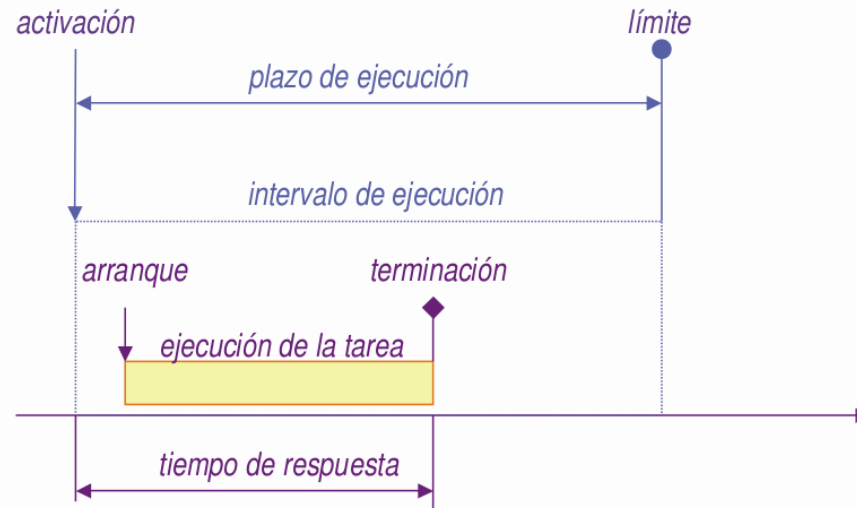 activación
límite
plazo de ejecución
intervalo de ejecución
arranque
terminación
ejecución de la tarea
tiempo de respuesta